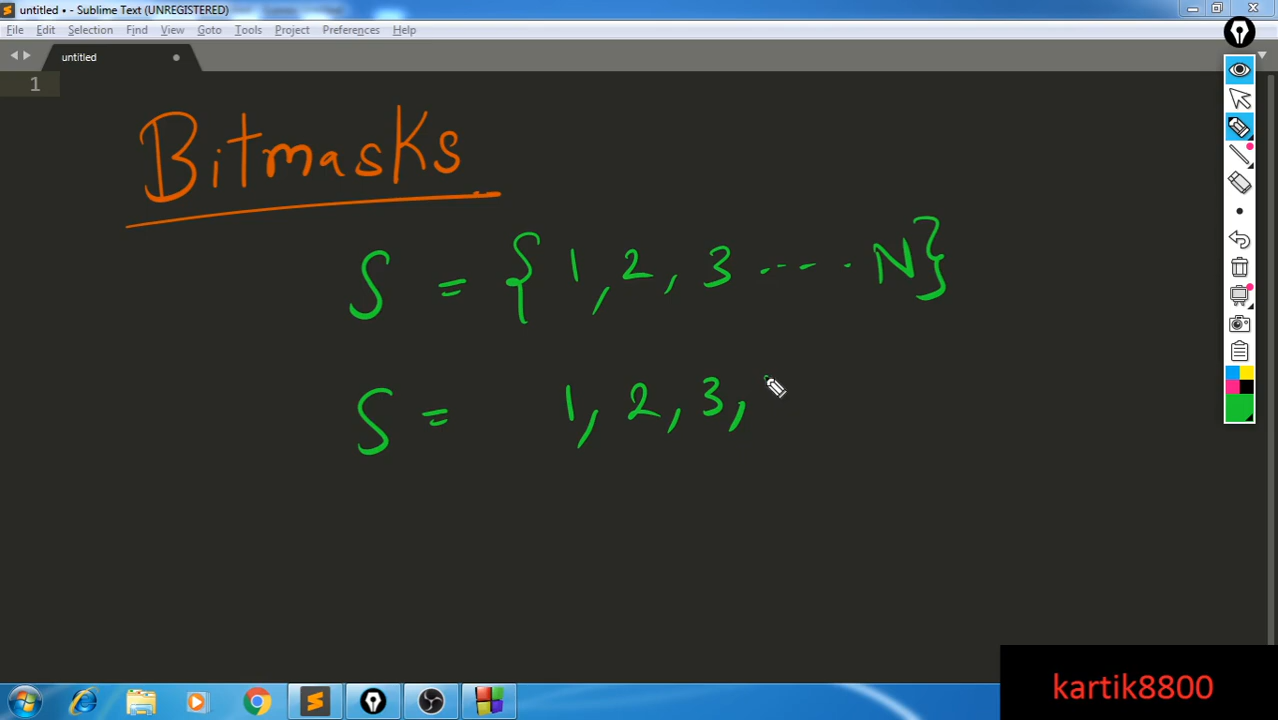 untitled • - Sublime Text (UNREGISTERED)
File Edit Selection Find View Goto Tools Project Preferences Help
untitled
1
Bitmasks
S = {1, 2, 3 ---- N}
S = 1, 2, 3,
kartik8800